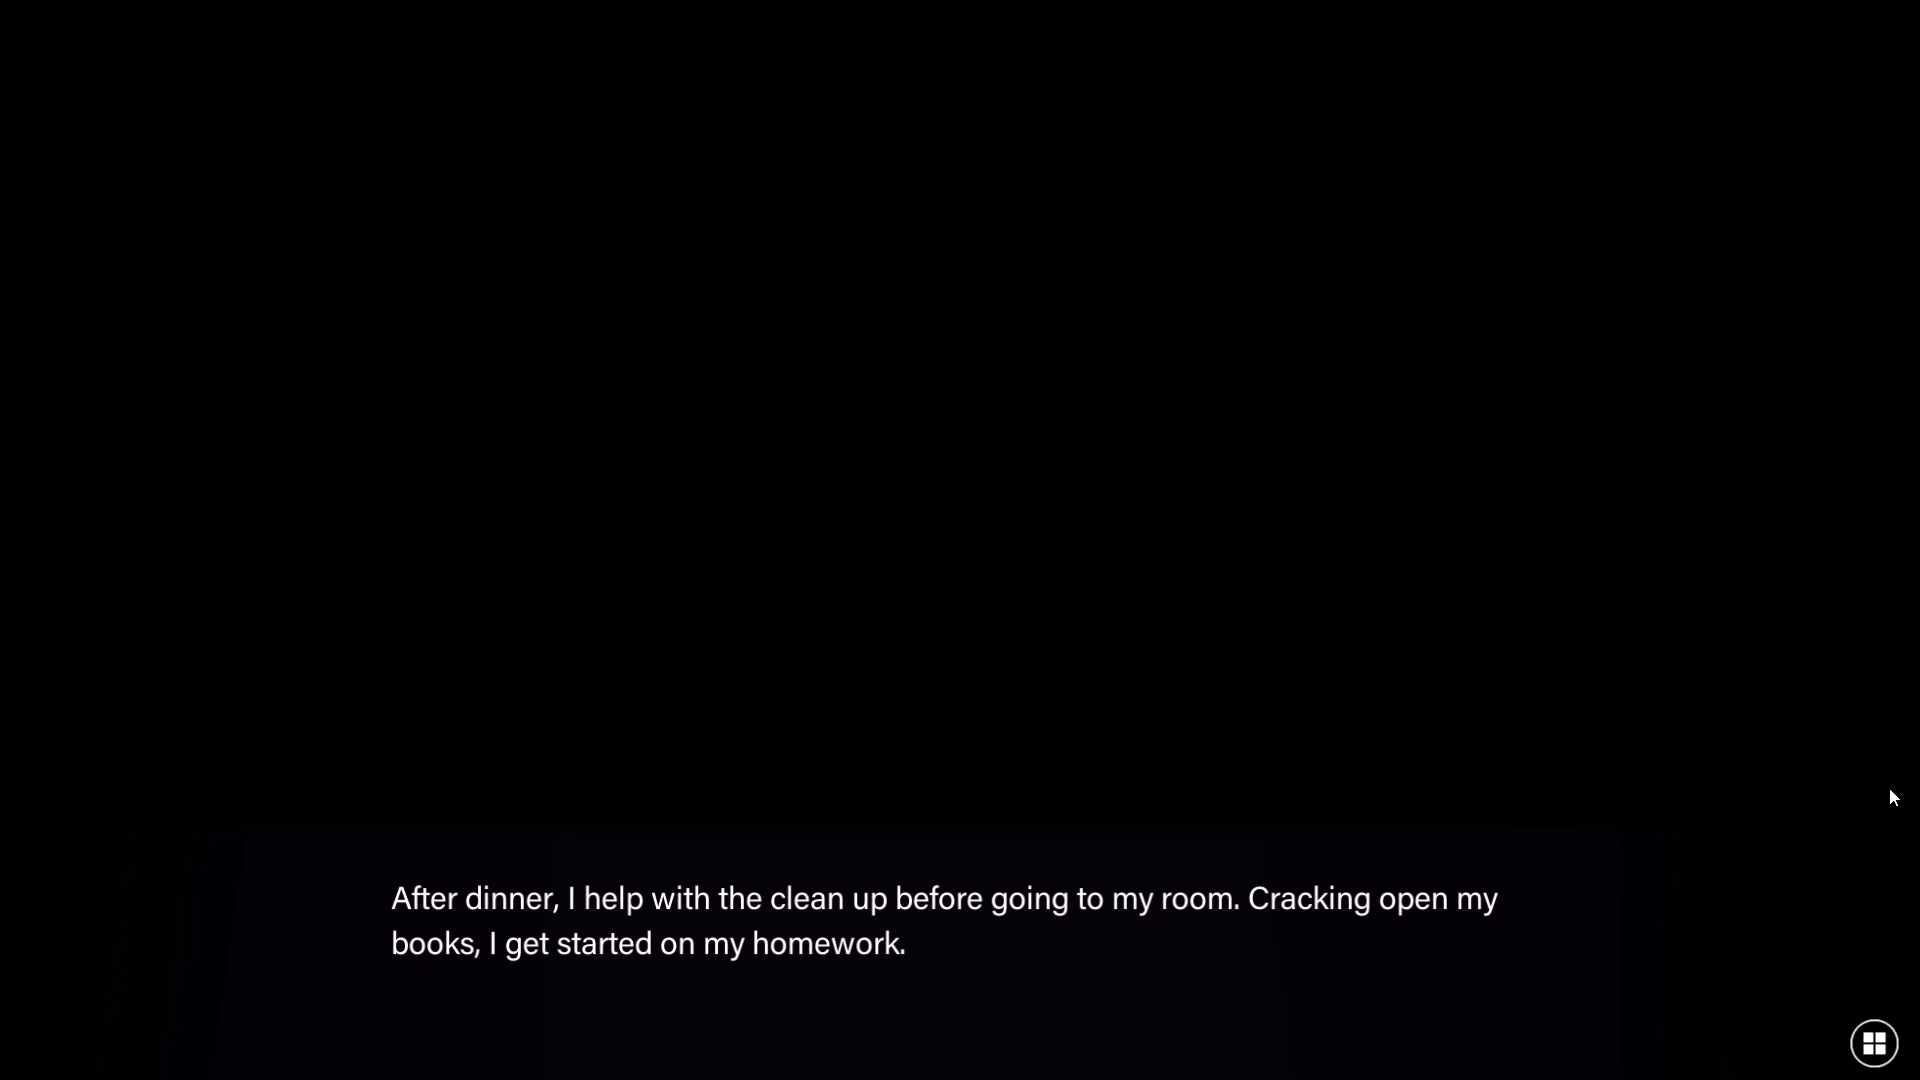 After dinner, I help with the clean up before going to my room. Cracking open my
books, I get started on my homework.